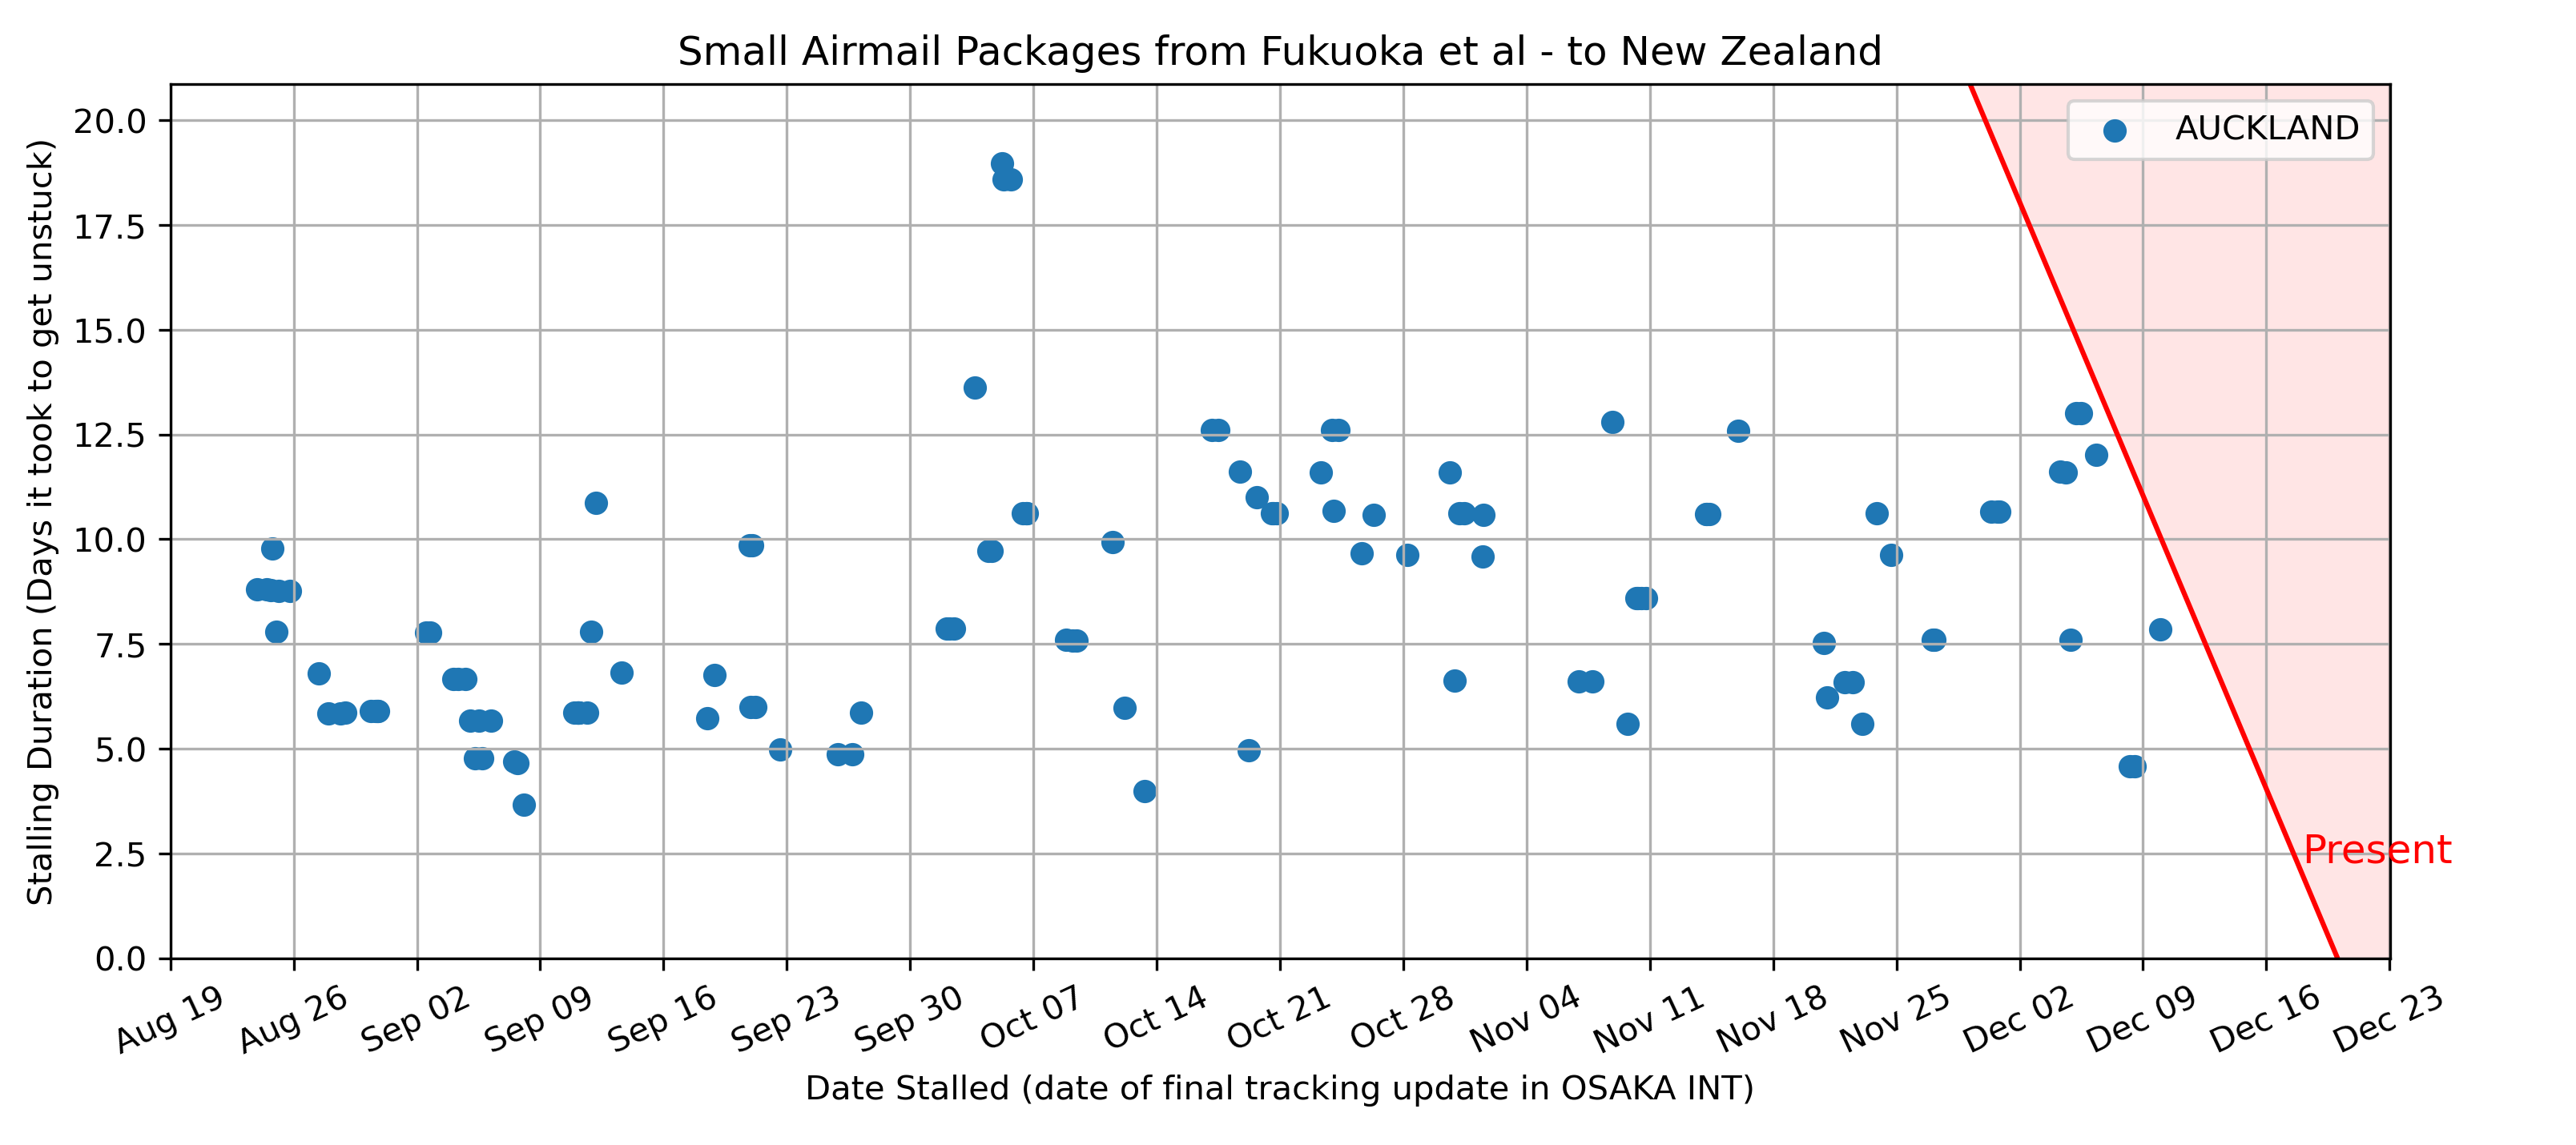 Small Airmail Packages from Fukuoka et al - to New Zealand
AUCKLAND
Stalling Duration (Days it took to get unstuck)
20.0
17.5
15.0
12.5
10.0
7.5
5.0
2.5
0.0
Present
Aug 19
Aug 26
Sep 02
Sep 09
Sep 16
Sep 23
Sep 30
Oct 07
Oct 14
Oct 21
Oct 28
Nov 04
Nov 11
Nov 18
Nov 25
Dec 02
Dec 09
Dec 16
Dec 23
Date Stalled (date of final tracking update in OSAKA INT)